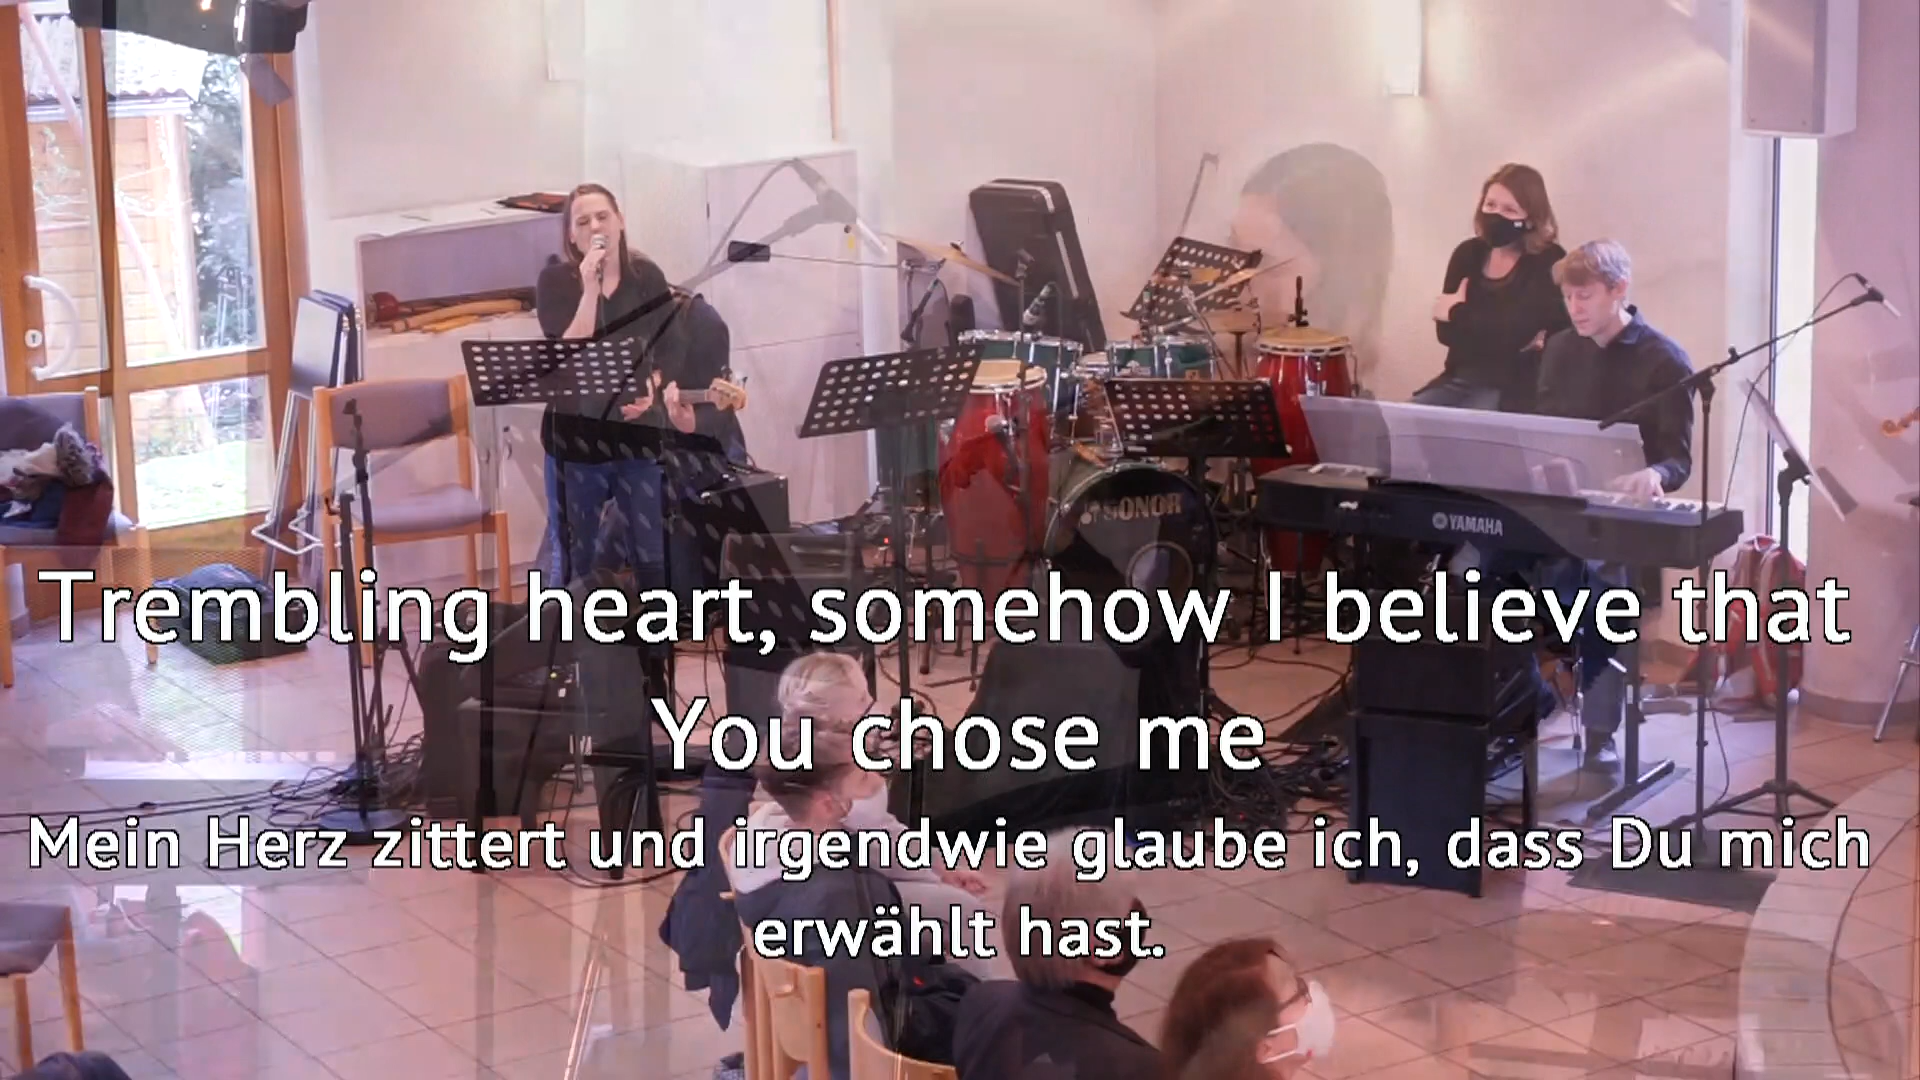 SONOR
YAMAHA
Trembling heart, somehow I believe that
You chose me
Mein Herz zittert und irgendwie glaube ich, dass Du mich
erwählt hast.